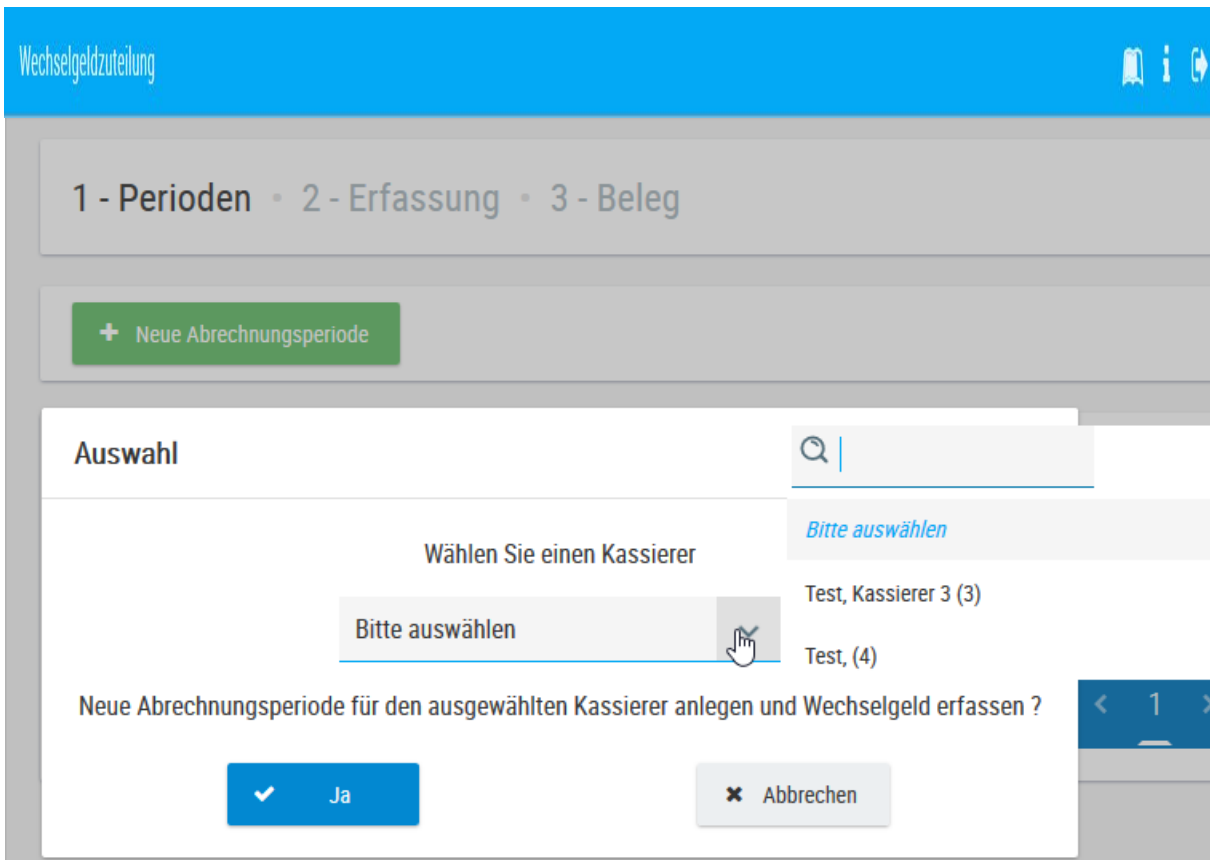 Wechselgeldzuteilung
1 - Perioden • 2 - Erfassung • 3 - Beleg
Neue Abrechnungsperiode
Auswahl
Bitte auswählen
Wählen Sie einen Kassierer
Test, Kassierer 3 (3)
Bitte auswählen
Test, (4)
Neue Abrechnungsperiode für den ausgewählten Kassierer anlegen und Wechselgeld erfassen ?
1
Ja
Abbrechen